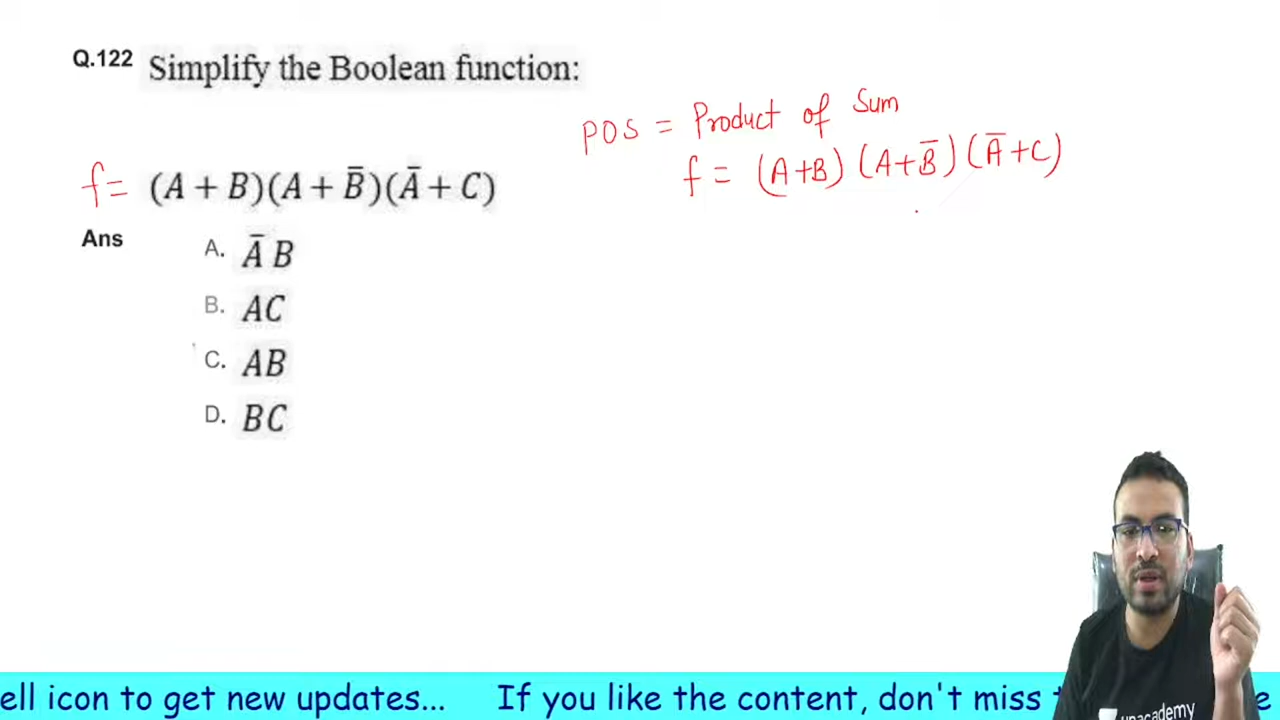 Q.122 Simplify the Boolean function:
POS = Product of Sum
f = (A+B) (A+B̅) (A̅+C)
f= (A + B)(A + B̅)(A̅ + C)
Ans
A. A̅ B
B. AC
C. AB
D. BC
unacademy
ell icon to get new updates... If you like the content, don't miss